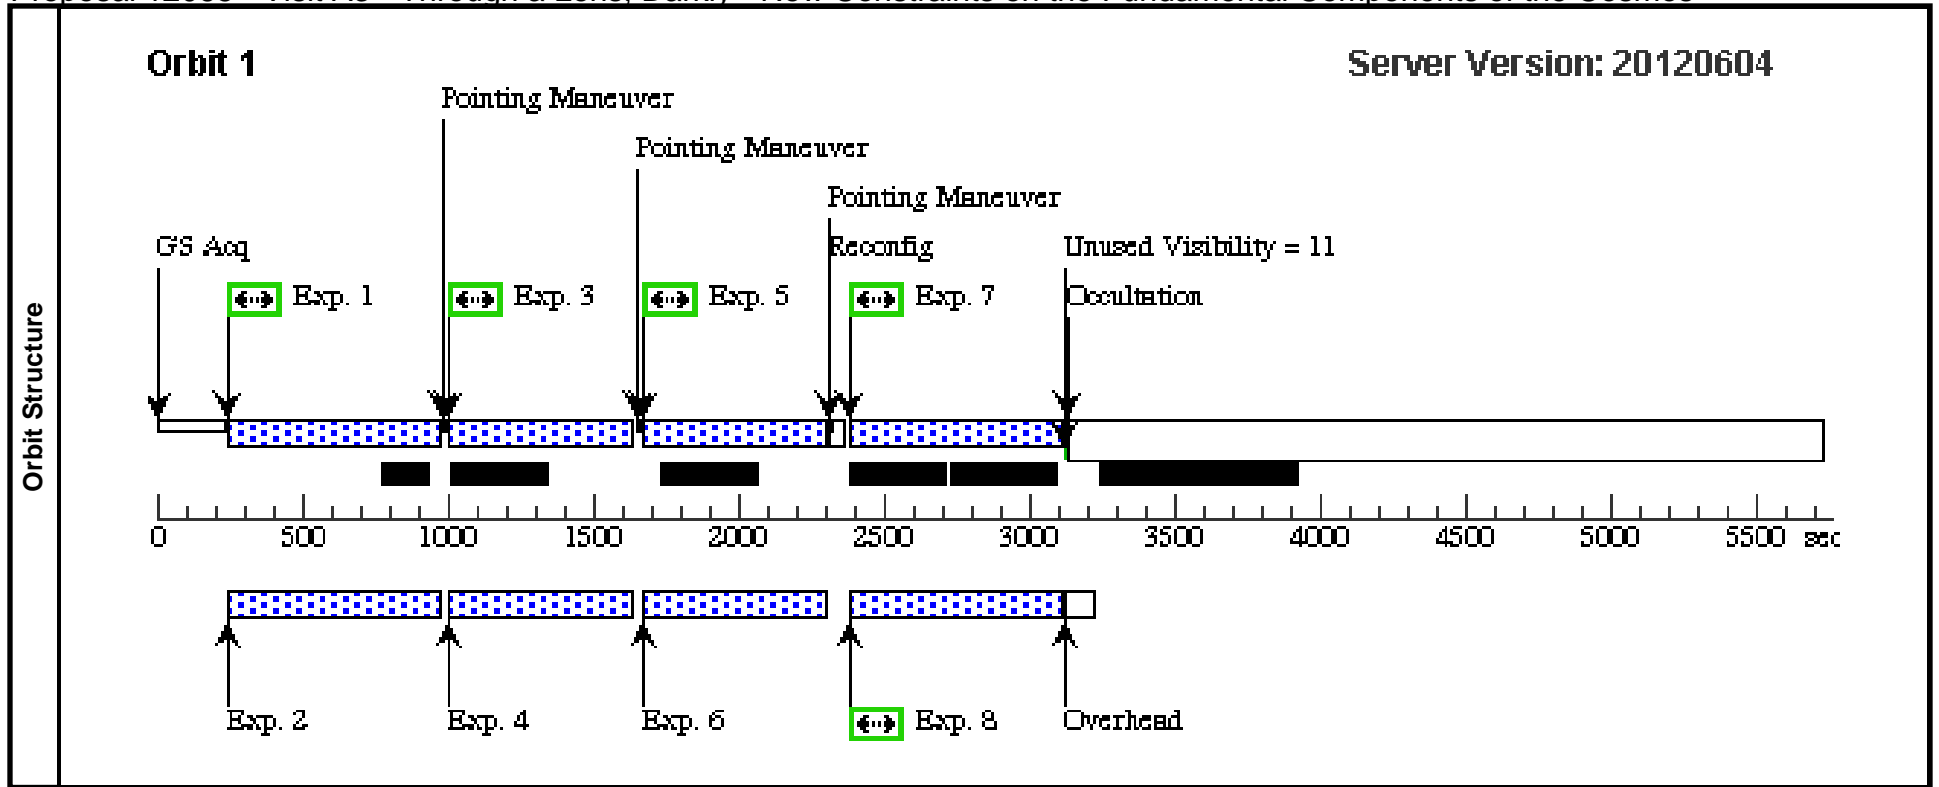 Orbit 1
Server Version: 20120604
Pointing Maneuver
Pointing Maneuver
Pointing Maneuver
GS Acq
Reconfig
Unused Visibility = 11
Exp. 1
Exp. 3
Exp. 5
Exp. 7
Occultation
Orbit Structure
0 500 1000 1500 2000 2500 3000 3500 4000 4500 5000 5500 sec
Exp. 2
Exp. 4
Exp. 6
Exp. 8
Overhead